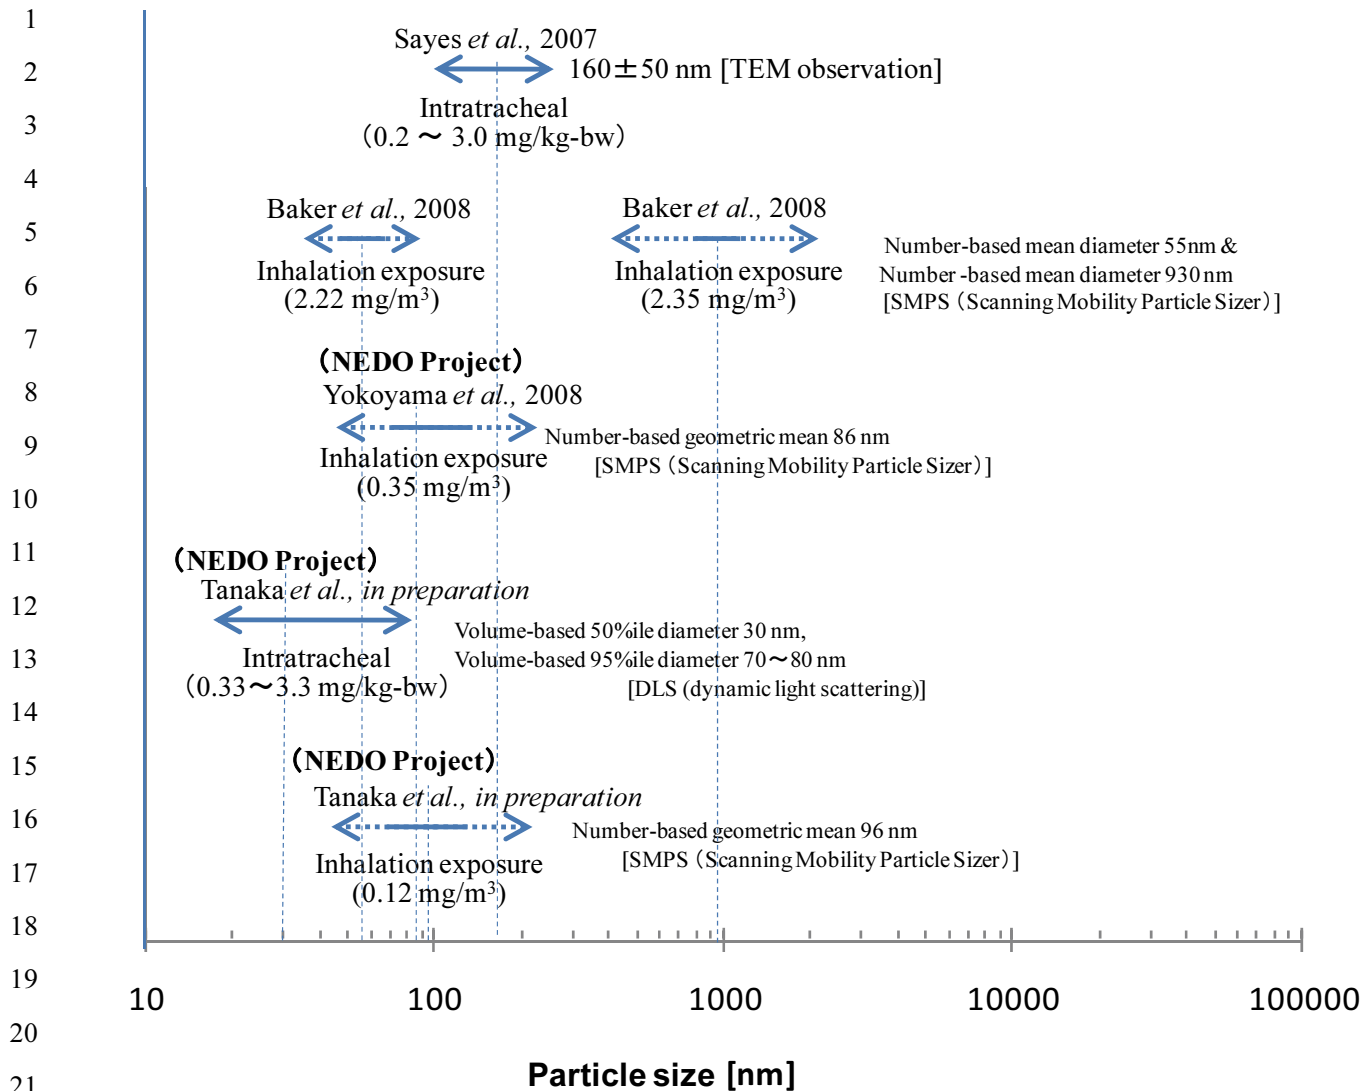 1
Sayes et al., 2007
2
160±50 nm [TEM observation]
Intratracheal
3
(0.2 ~ 3.0 mg/kg-bw)
4
Baker et al., 2008
Baker et al., 2008
5
Number-based mean diameter 55nm &
Inhalation exposure
Inhalation exposure
Number -based mean diameter 930 nm
6
(2.22 mg/m³)
(2.35 mg/m³)
[SMPS (Scanning Mobility Particle Sizer)]
7
(NEDO Project)
8
Yokoyama et al., 2008
9
Number-based geometric mean 86 nm
Inhalation exposure
[SMPS (Scanning Mobility Particle Sizer)]
(0.35 mg/m³)
10
11
(NEDO Project)
Tanaka et al., in preparation
12
Volume-based 50%ile diameter 30 nm,
13
Intratracheal
Volume-based 95%ile diameter 70~80 nm
(0.33~3.3 mg/kg-bw)
[DLS (dynamic light scattering)]
14
15
(NEDO Project)
Tanaka et al., in preparation
16
Number-based geometric mean 96 nm
Inhalation exposure
[SMPS (Scanning Mobility Particle Sizer)]
17
(0.12 mg/m³)
18
19
10
100
1000
10000
100000
20
Particle size [nm]
21